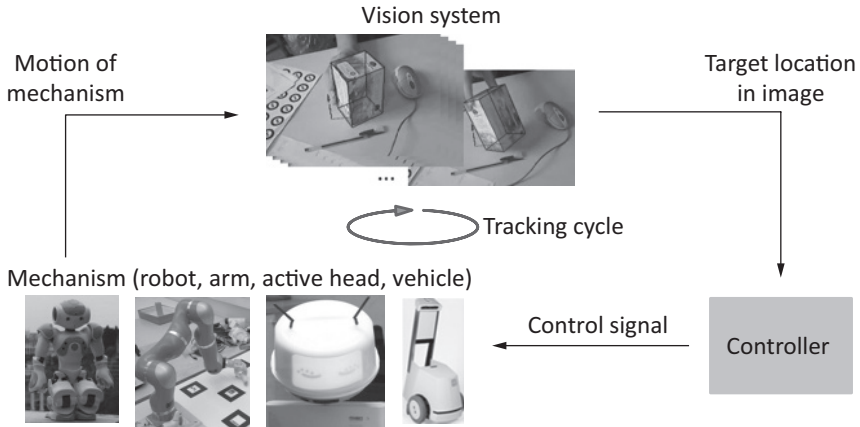 Vision system
Motion of
mechanism
Target location
in image
...
Tracking cycle
Mechanism (robot, arm, active head, vehicle)
Control signal
Controller